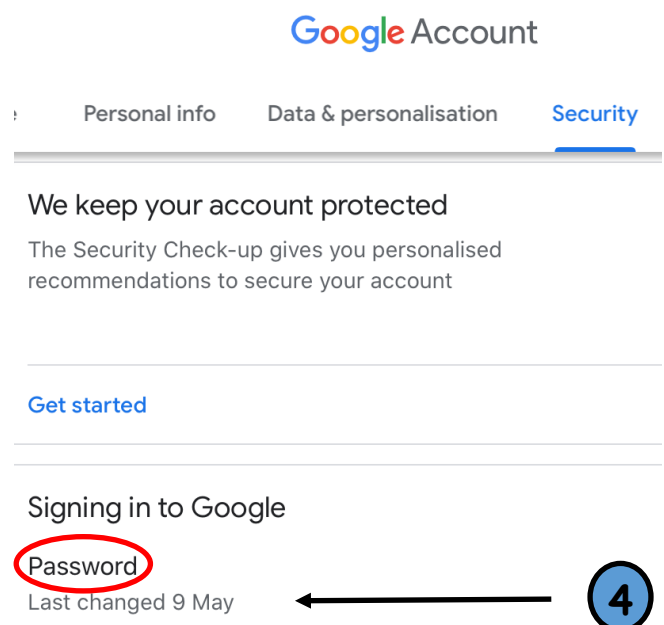 Google Account
Personal info Data & personalisation Security
We keep your account protected
The Security Check-up gives you personalised
recommendations to secure your account
Get started
Signing in to Google
Password
Last changed 9 May
4